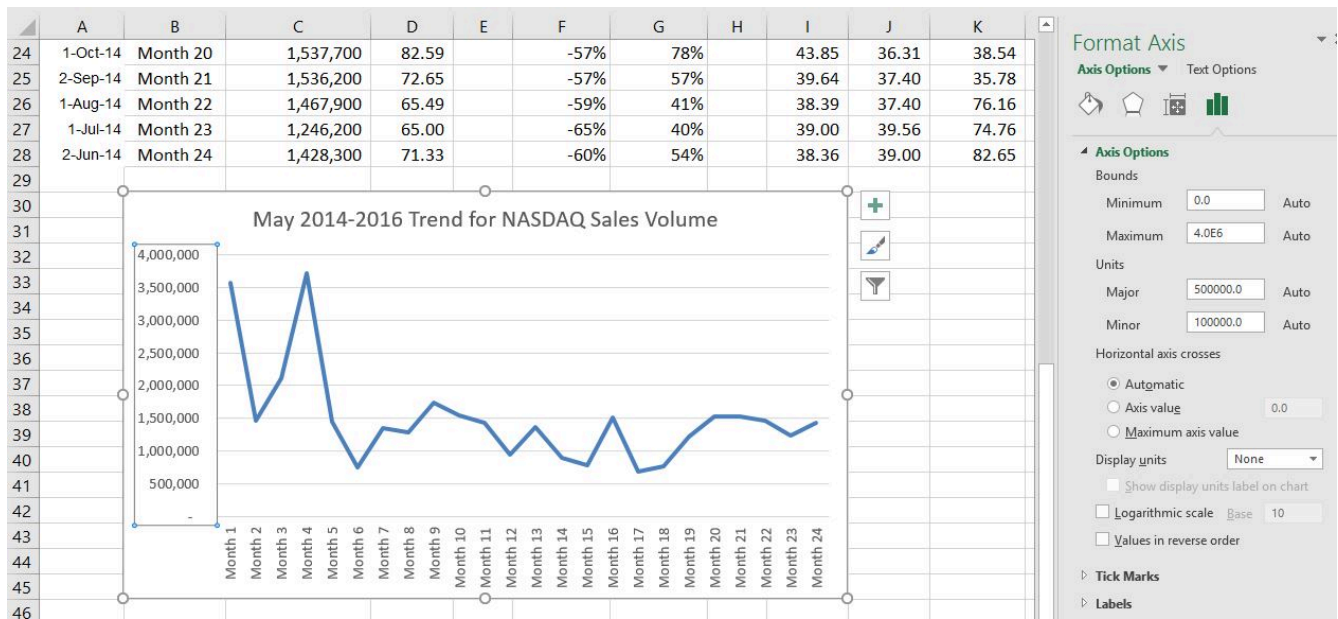 A B C D E F G H I J K
24 1-Oct-14 Month 20 1,537,700 82.59 -57% 78% 43.85 36.31 38.54
25 2-Sep-14 Month 21 1,536,200 72.65 -57% 57% 39.64 37.40 35.78
26 1-Aug-14 Month 22 1,467,900 65.49 -59% 41% 38.39 37.40 76.16
27 1-Jul-14 Month 23 1,246,200 65.00 -65% 40% 39.00 39.56 74.76
28 2-Jun-14 Month 24 1,428,300 71.33 -60% 54% 38.36 39.00 82.65
29
30
31
32
33
34
35
36
37
38
39
40
41
42
43
44
45
46
May 2014-2016 Trend for NASDAQ Sales Volume
4,000,000
3,500,000
3,000,000
2,500,000
2,000,000
1,500,000
1,000,000
500,000
-
Month 1
Month 2
Month 3
Month 4
Month 5
Month 6
Month 7
Month 8
Month 9
Month 10
Month 11
Month 12
Month 13
Month 14
Month 15
Month 16
Month 17
Month 18
Month 19
Month 20
Month 21
Month 22
Month 23
Month 24
Format Axis
Axis Options Text Options
Axis Options
Bounds
Minimum 0.0 Auto
Maximum 4.0E6 Auto
Units
Major 500000.0 Auto
Minor 100000.0 Auto
Horizontal axis crosses
Automatic
Axis value 0.0
Maximum axis value
Display units None
Show display units label on chart
Logarithmic scale Base 10
Values in reverse order
Tick Marks
Labels